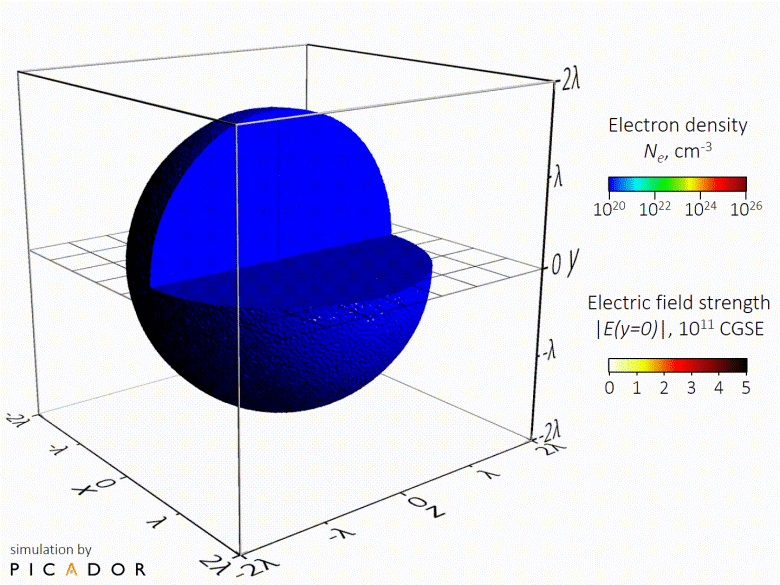 2λ
λ
0 y
-λ
-2λ
Electron density
Nₑ, cm⁻³
10²⁰ 10²² 10²⁴ 10²⁶
Electric field strength
|E(y=0)|, 10¹¹ CGSE
0 1 2 3 4 5
-2λ
-λ
0
x
λ
2λ
-2λ
-λ
0
z
λ
2λ
simulation by
PICADOR